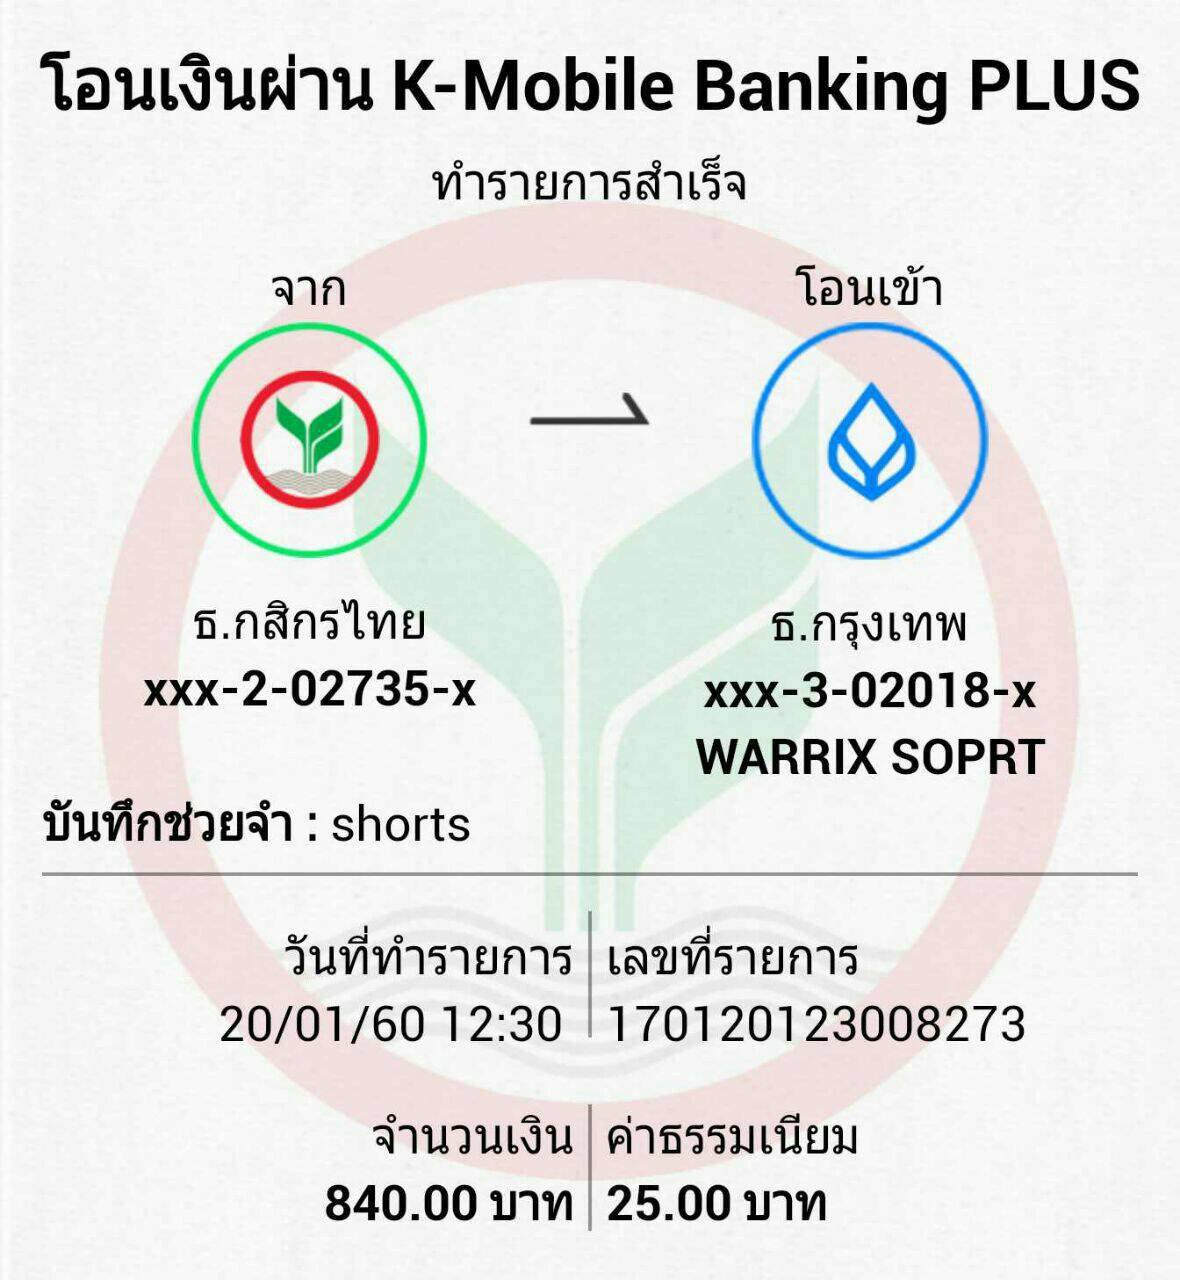 โอนเงินผ่าน K-Mobile Banking PLUS
ทำรายการสำเร็จ
จาก
โอนเข้า
ธ.กสิกรไทย
xxx-2-02735-x
ธ.กรุงเทพ
xxx-3-02018-x
WARRIX SOPRT
บันทึกช่วยจำ : shorts
วันที่ทำรายการ
20/01/60 12:30
เลขที่รายการ
170120123008273
จำนวนเงิน
840.00 บาท
ค่าธรรมเนียม
25.00 บาท